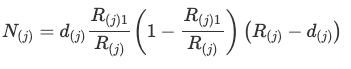 N_{(j)} = d_{(j)} \frac{R_{(j)1}}{R_{(j)}} \left( 1 - \frac{R_{(j)1}}{R_{(j)}} \right) \left( R_{(j)} - d_{(j)} \right)